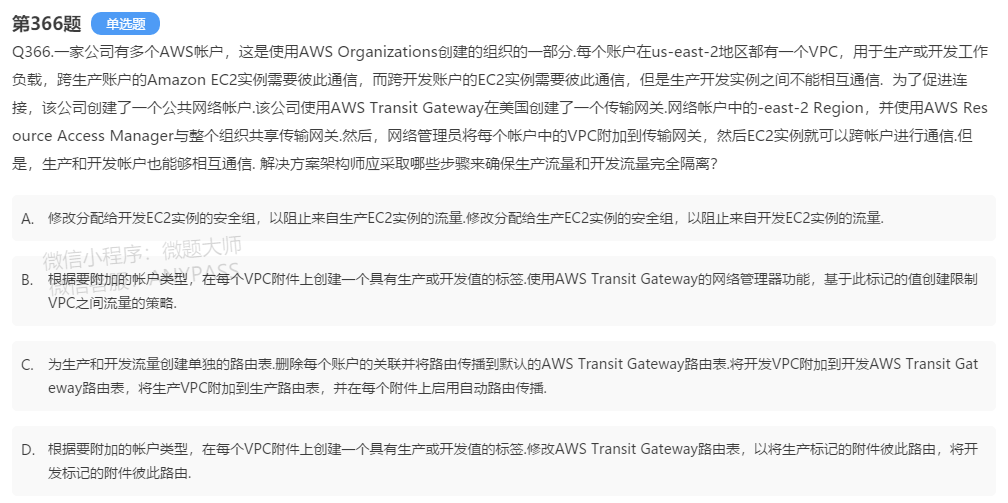 第366题 单选题
Q366.一家公司有多个AWS帐户，这是使用AWS Organizations创建的组织的一部分.每个账户在us-east-2地区都有一个VPC，用于生产或开发工作
负载，跨生产账户的Amazon EC2实例需要彼此通信，而跨开发账户的EC2实例需要彼此通信，但是生产开发实例之间不能相互通信. 为了促进连
接，该公司创建了一个公共网络帐户.该公司使用AWS Transit Gateway在美国创建了一个传输网关.网络帐户中的-east-2 Region，并使用AWS Res
ource Access Manager与整个组织共享传输网关.然后，网络管理员将每个帐户中的VPC附加到传输网关，然后EC2实例就可以跨帐户进行通信.但
是，生产和开发帐户也能够相互通信. 解决方案架构师应采取哪些步骤来确保生产流量和开发流量完全隔离?
A. 修改分配给开发EC2实例的安全组，以阻止来自生产EC2实例的流量.修改分配给生产EC2实例的安全组，以阻止来自开发EC2实例的流量.
微信小程序：微题大师
B. 根据要附加的帐户类型，在每个VPC附件上创建一个具有生产或开发值的标签.使用AWS Transit Gateway的网络管理器功能，基于此标记的值创建限制
VPC之间流量的策略.
C. 为生产和开发流量创建单独的路由表.删除每个账户的关联并将路由传播到默认的AWS Transit Gateway路由表.将开发VPC附加到开发AWS Transit Gat
eway路由表，将生产VPC附加到生产路由表，并在每个附件上启用自动路由传播.
D. 根据要附加的帐户类型，在每个VPC附件上创建一个具有生产或开发值的标签.修改AWS Transit Gateway路由表，以将生产标记的附件彼此路由，将开
发标记的附件彼此路由.